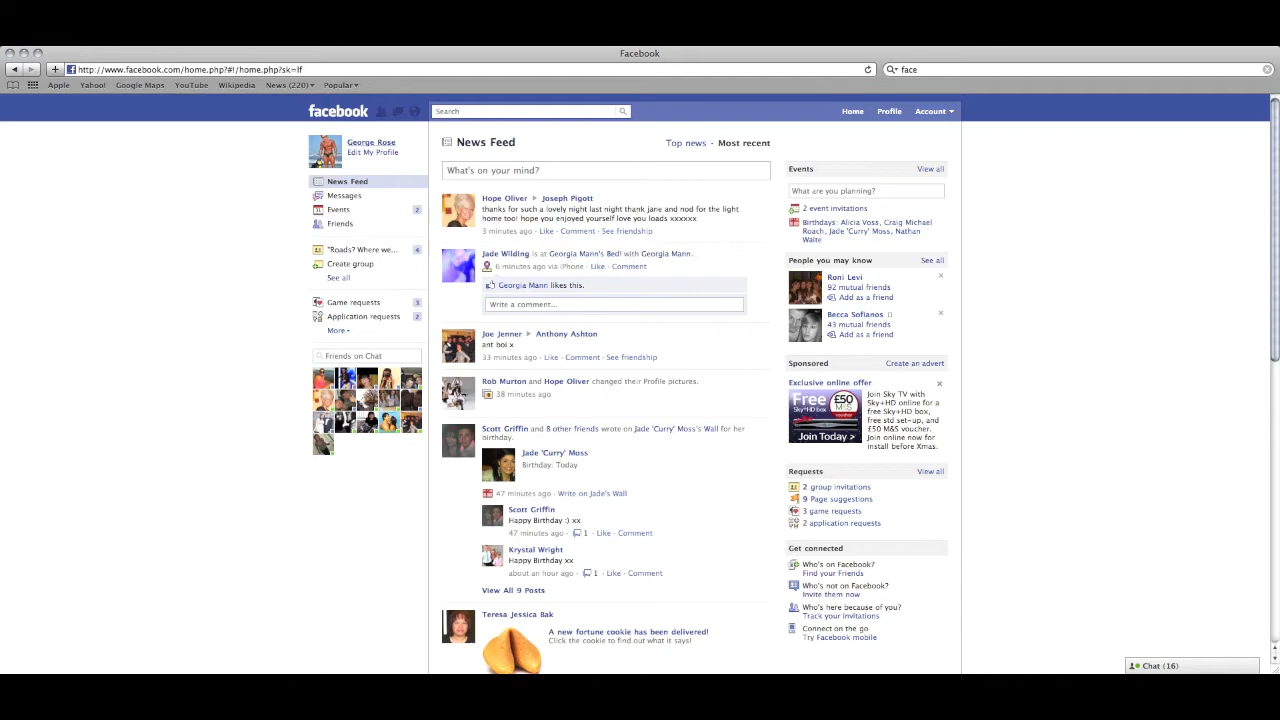 Facebook
http://www.facebook.com/home.php?#!/home.php?sk=lf
face
Apple
Yahoo!
Google Maps
YouTube
Wikipedia
News (220)
Popular
facebook
Search
Home
Profile
Account
George Rose
Edit My Profile
News Feed
Messages
Events
2
Friends
"Roads? Where we...
4
Create group
See all
Game requests
3
Application requests
2
More
Friends on Chat
News Feed
Top news · Most recent
What's on your mind?
Hope Oliver Joseph Pigott
thanks for such a lovely night last night thank jane and nod for the light
home too! hope you enjoyed yourself love you loads xxxxxx
3 minutes ago · Like · Comment · See friendship
Jade Wilding is at Georgia Mann's Bed! with Georgia Mann.
6 minutes ago via iPhone · Like · Comment
Georgia Mann likes this.
Write a comment...
Joe Jenner Anthony Ashton
ant boi x
33 minutes ago · Like · Comment · See friendship
Rob Murton and Hope Oliver changed their Profile pictures.
38 minutes ago
Scott Griffin and 8 other friends wrote on Jade 'Curry' Moss's Wall for her
birthday.
Jade 'Curry' Moss
Birthday: Today
47 minutes ago · Write on Jade's Wall
Scott Griffin
Happy Birthday :) xx
47 minutes ago · 1 · Like · Comment
Krystal Wright
Happy Birthday xx
about an hour ago · 1 · Like · Comment
View All 9 Posts
Teresa Jessica Bak
A new fortune cookie has been delivered!
Click the cookie to find out what it says!
Events
View all
What are you planning?
2 event invitations
Birthdays: Alicia Voss, Craig Michael
Roach, Jade 'Curry' Moss, Nathan
Waite
People you may know
See all
Roni Levi
92 mutual friends
Add as a friend
Becca Sofianos
43 mutual friends
Add as a friend
Sponsored
Create an advert
Exclusive online offer
Free
Sky+HD box
£50
M&S
voucher
Join Today >
Join Sky TV with
Sky+HD online for a
free Sky+HD box,
free std set-up, and
£50 M&S voucher.
Join online now for
install before Xmas.
Requests
View all
2 group invitations
9 Page suggestions
3 game requests
2 application requests
Get connected
Who's on Facebook?
Find your Friends
Who's not on Facebook?
Invite them now
Who's here because of you?
Track your invitations
Connect on the go
Try Facebook mobile
Chat (16)